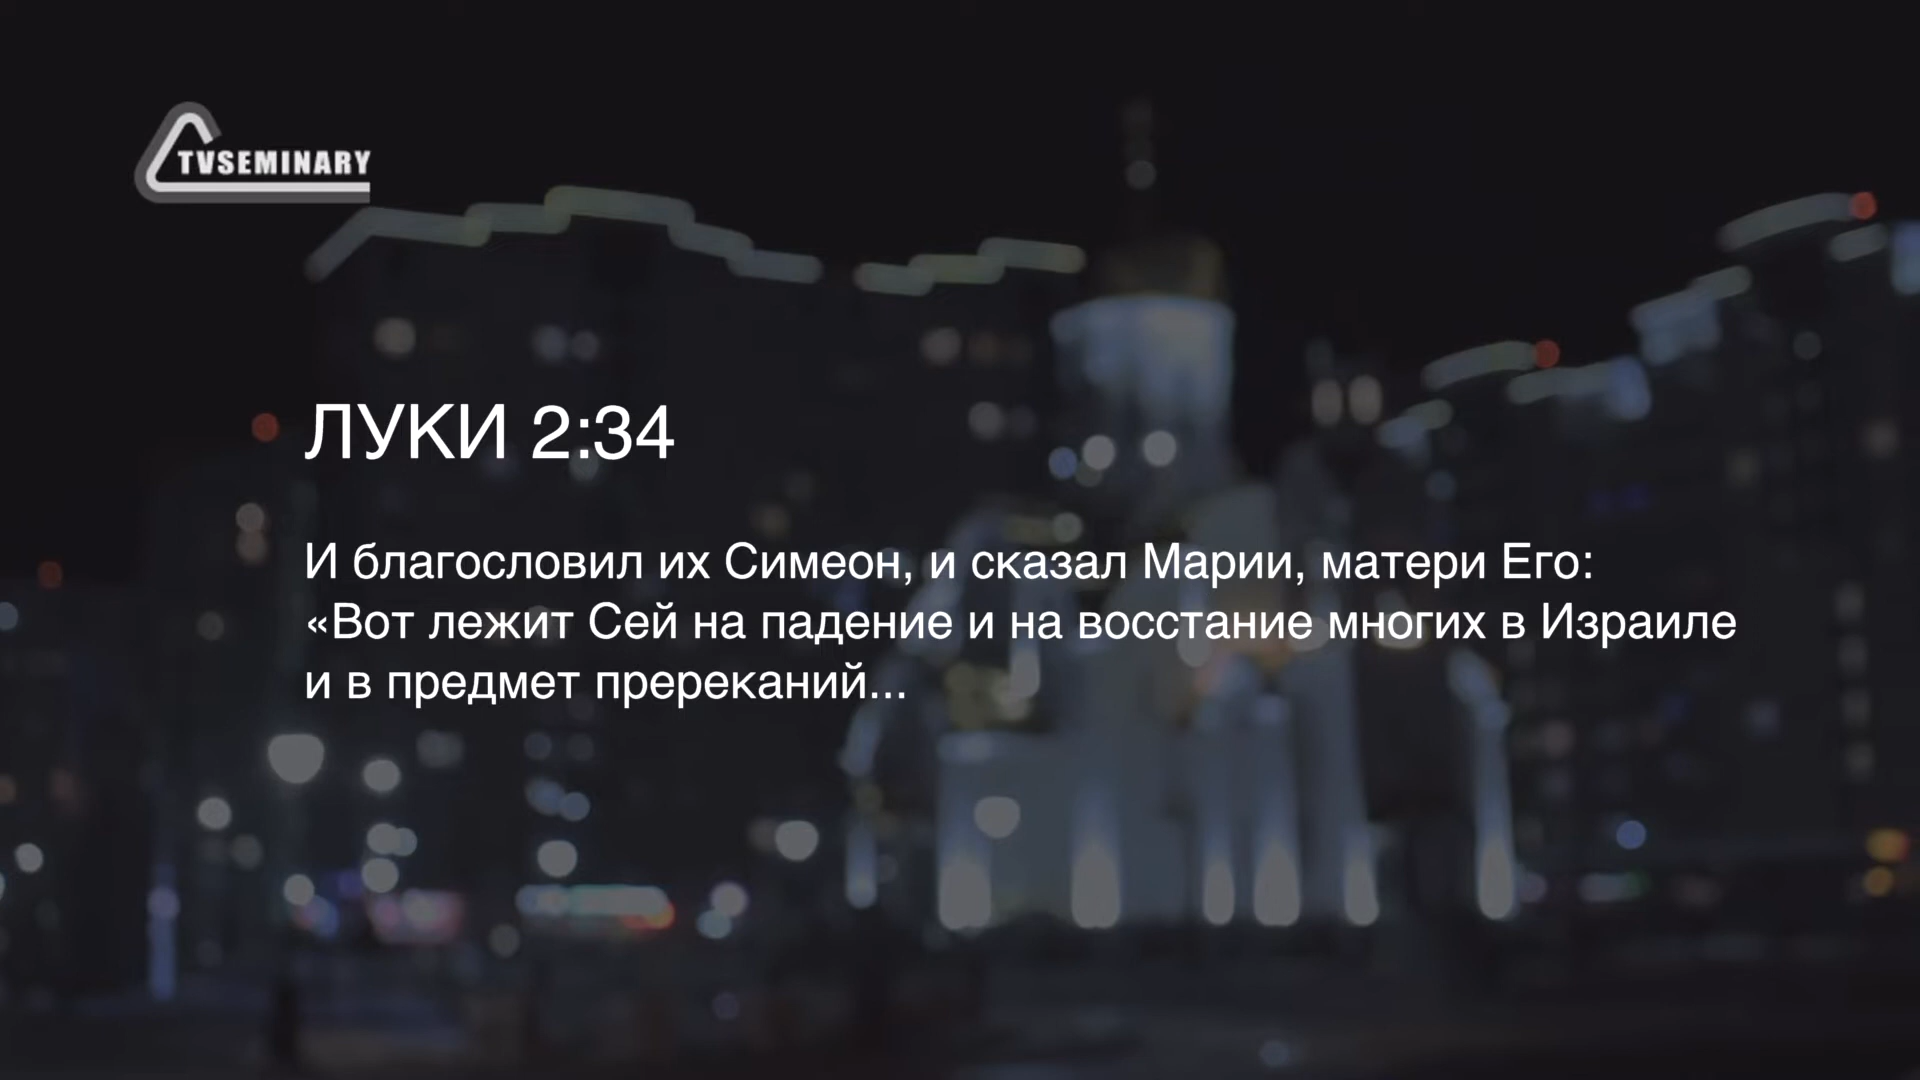 TVSEMINARY
ЛУКИ 2:34
И благословил их Симеон, и сказал Марии, матери Его:
«Вот лежит Сей на падение и на восстание многих в Израиле
и в предмет пререканий...